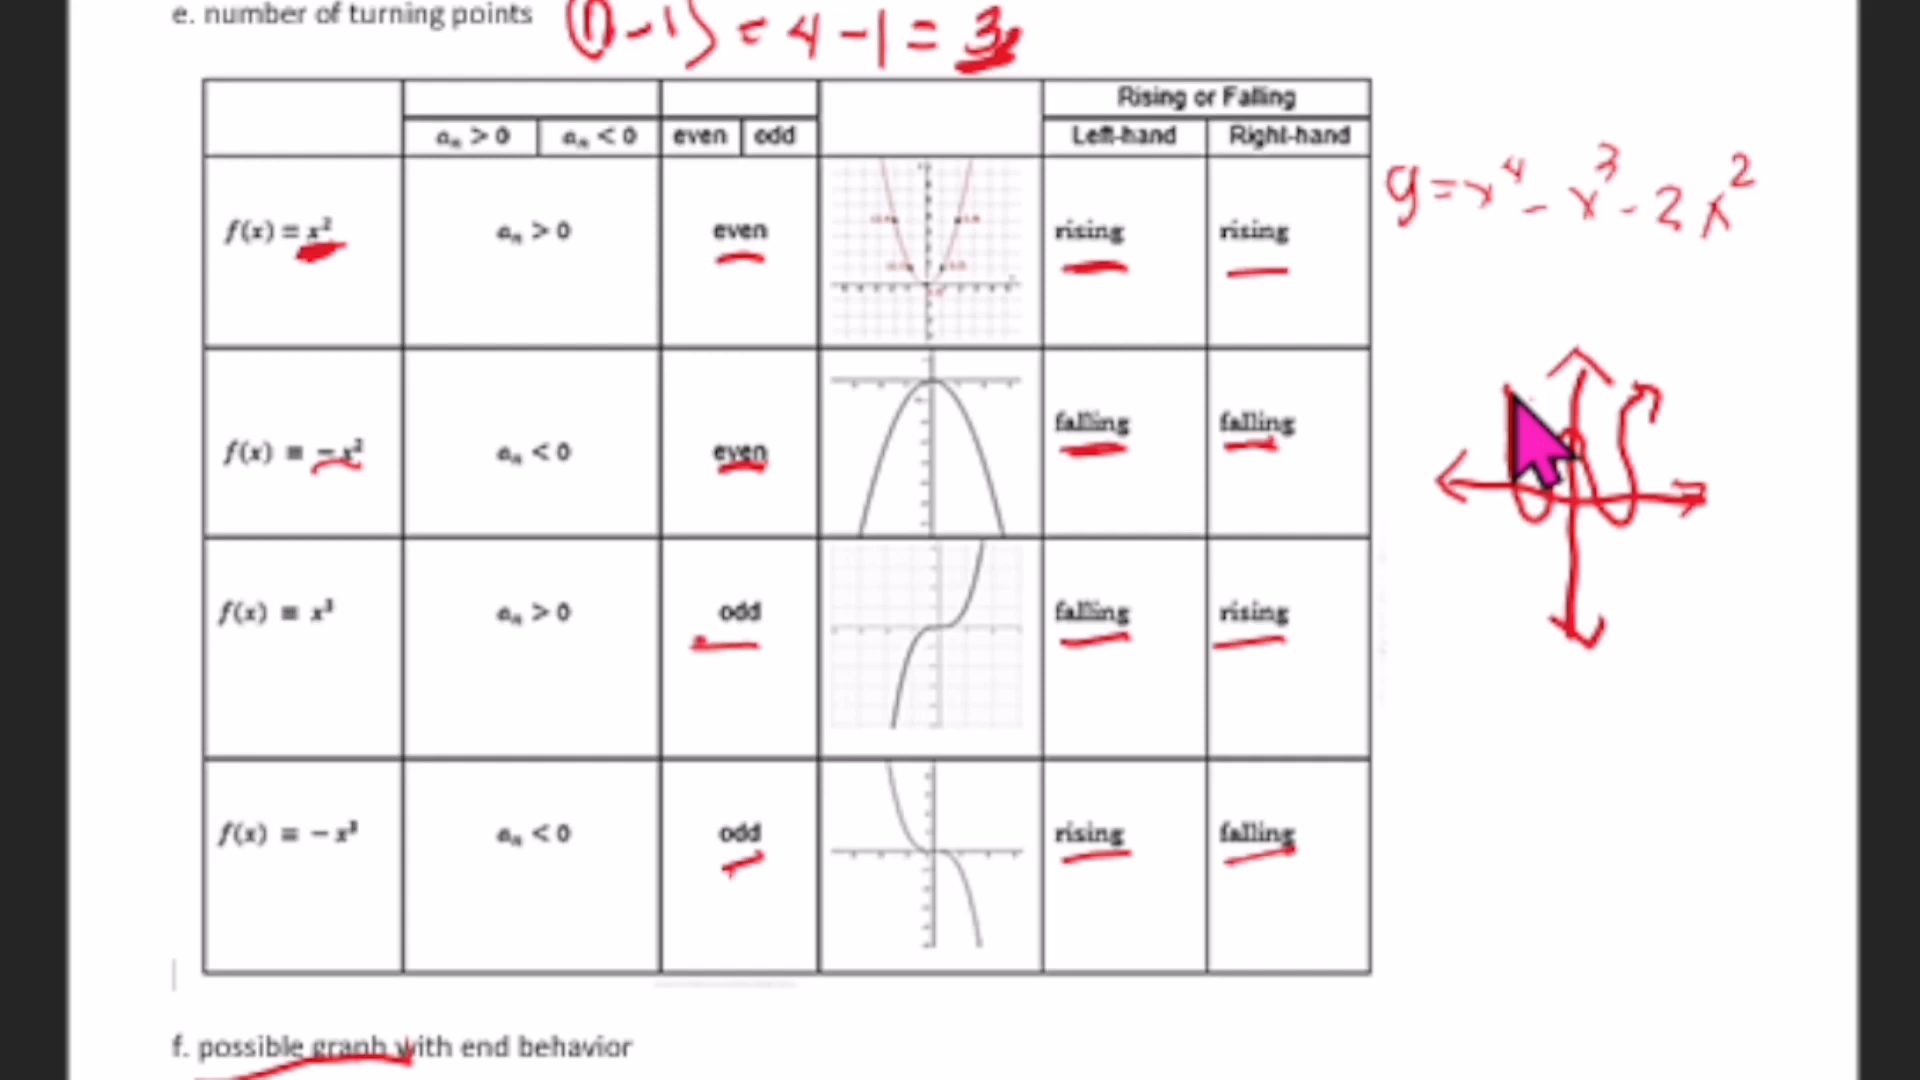 e. number of turning points (n-1) = 4-1 = 3
Rising or Falling
aₙ > 0 aₙ < 0 even odd Left-hand Right-hand
f(x) = x² aₙ > 0 even rising rising
y = x⁴ - x³ - 2x²
f(x) = -x² aₙ < 0 even falling falling
f(x) = x³ aₙ > 0 odd falling rising
f(x) = -x³ aₙ < 0 odd rising falling
f. possible graph with end behavior